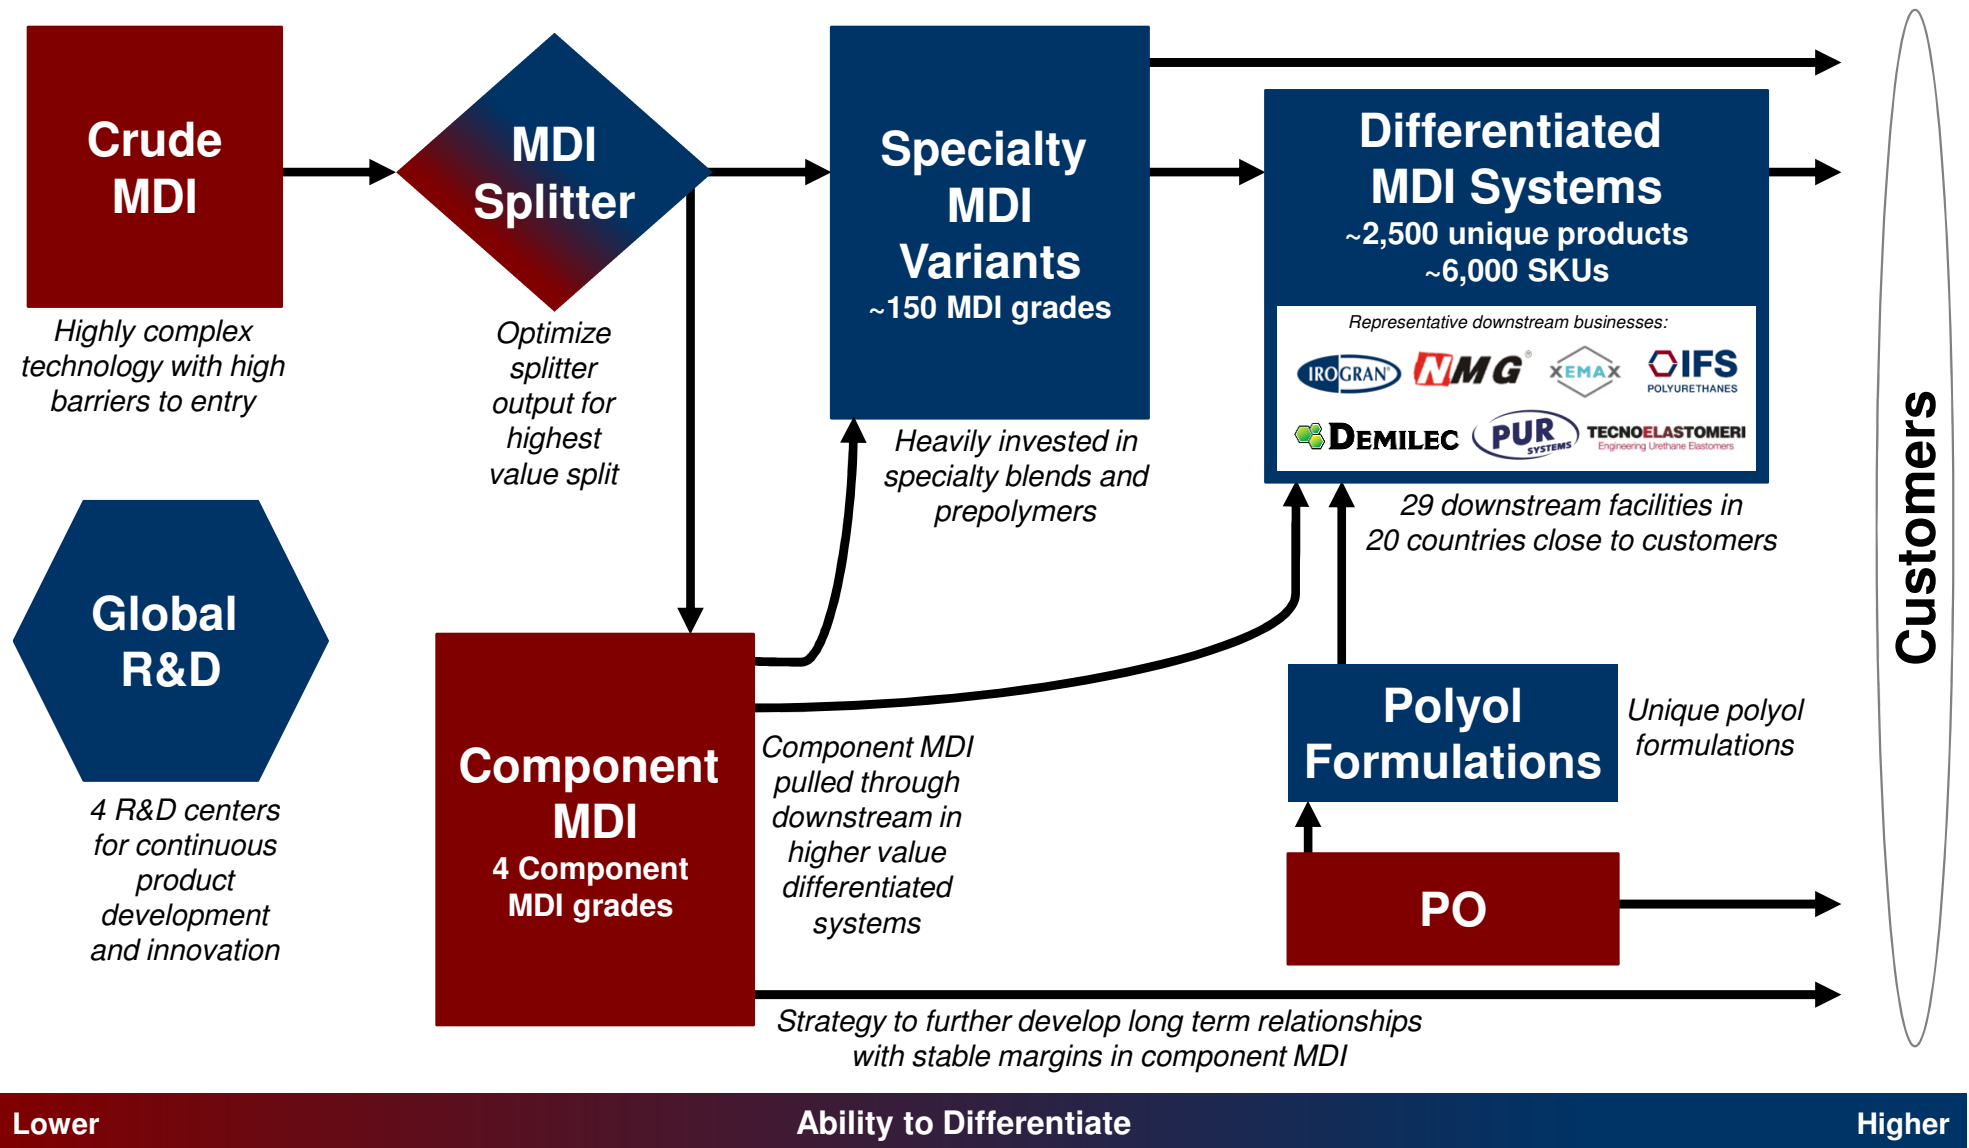 Crude
MDI
Highly complex
technology with high
barriers to entry
MDI
Splitter
Optimize
splitter
output for
highest
value split
Specialty
MDI
Variants
~150 MDI grades
Heavily invested in
specialty blends and
prepolymers
Differentiated
MDI Systems
~2,500 unique products
~6,000 SKUs
Representative downstream businesses:
IROGRAN®
NMG®
XEMAX
IFS
POLYURETHANES
DEMILEC
PUR
SYSTEMS
TECNOELASTOMERI
Engineering Urethane Elastomers
29 downstream facilities in
20 countries close to customers
Customers
Global
R&D
4 R&D centers
for continuous
product
development
and innovation
Component
MDI
4 Component
MDI grades
Component MDI
pulled through
downstream in
higher value
differentiated
systems
Polyol
Formulations
Unique polyol
formulations
PO
Strategy to further develop long term relationships
with stable margins in component MDI
Lower
Ability to Differentiate
Higher